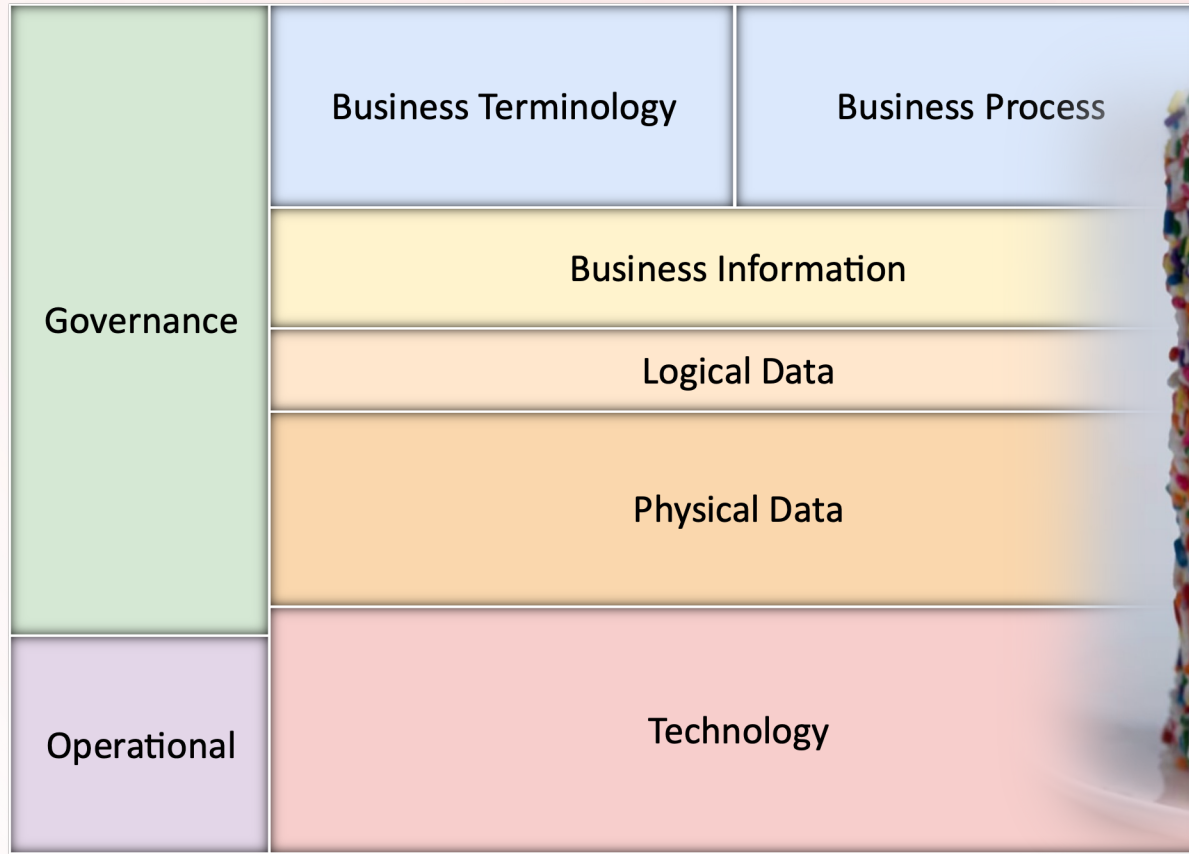 Business Terminology
Business Process
Business Information
Governance
Logical Data
Physical Data
Technology
Operational